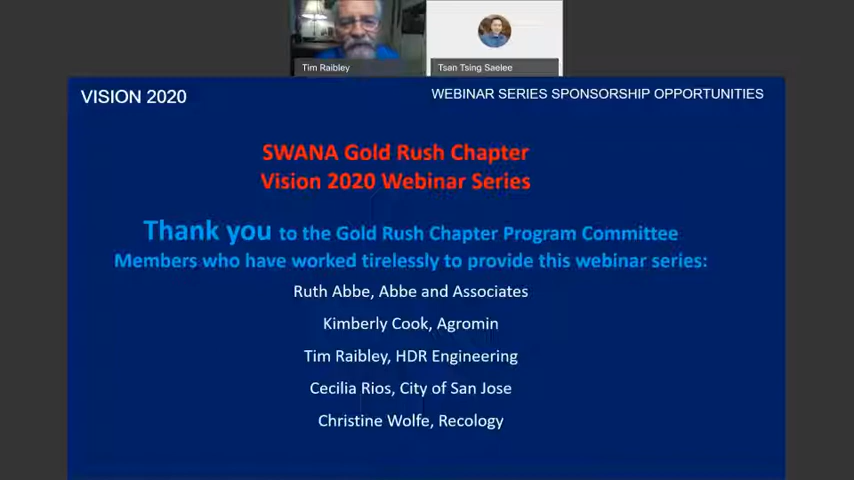 Tim Raibley
Tsan Tsing Saelee
VISION 2020
WEBINAR SERIES SPONSORSHIP OPPORTUNITIES
SWANA Gold Rush Chapter
Vision 2020 Webinar Series
Thank you to the Gold Rush Chapter Program Committee
Members who have worked tirelessly to provide this webinar series:
Ruth Abbe, Abbe and Associates
Kimberly Cook, Agromin
Tim Raibley, HDR Engineering
Cecilia Rios, City of San Jose
Christine Wolfe, Recology